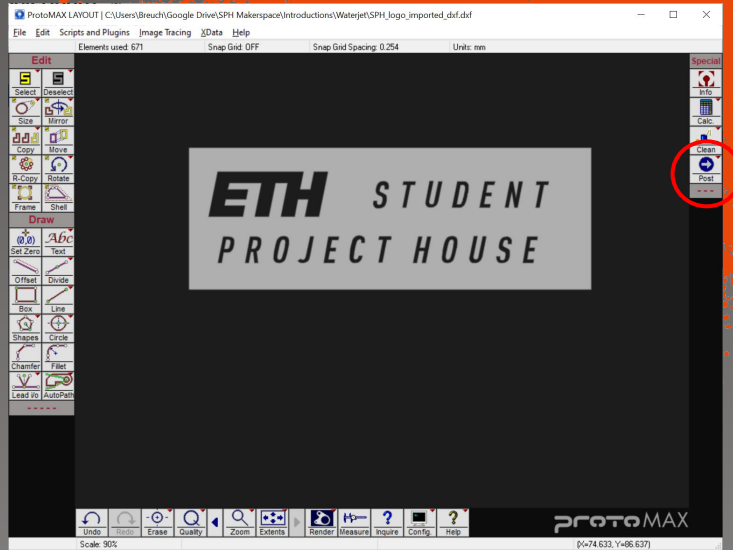 ProtoMAX LAYOUT | C:\Users\Breuch\Google Drive\SPH Makerspace\Introductions\Waterjet\SPH_logo_imported_dxf.dxf
File Edit Scripts and Plugins Image Tracing XData Help
Elements used: 671 Snap Grid: OFF Snap Grid Spacing: 0.254 Units: mm
Edit
Select Deselect
Size Mirror
Copy Move
R-Copy Rotate
Frame Shell
Draw
(0,0) Abc
Set Zero Text
Offset Divide
Box Line
Shapes Circle
Chamfer Fillet
Lead i/o AutoPath
ETH STUDENT
PROJECT HOUSE
Special
Info
Calc.
Clean
Post
Undo Redo Erase Quality Zoom Extents Render Measure Inquire Config. Help
PROTOMAX
Scale: 90% (X=74.633, Y=86.637)